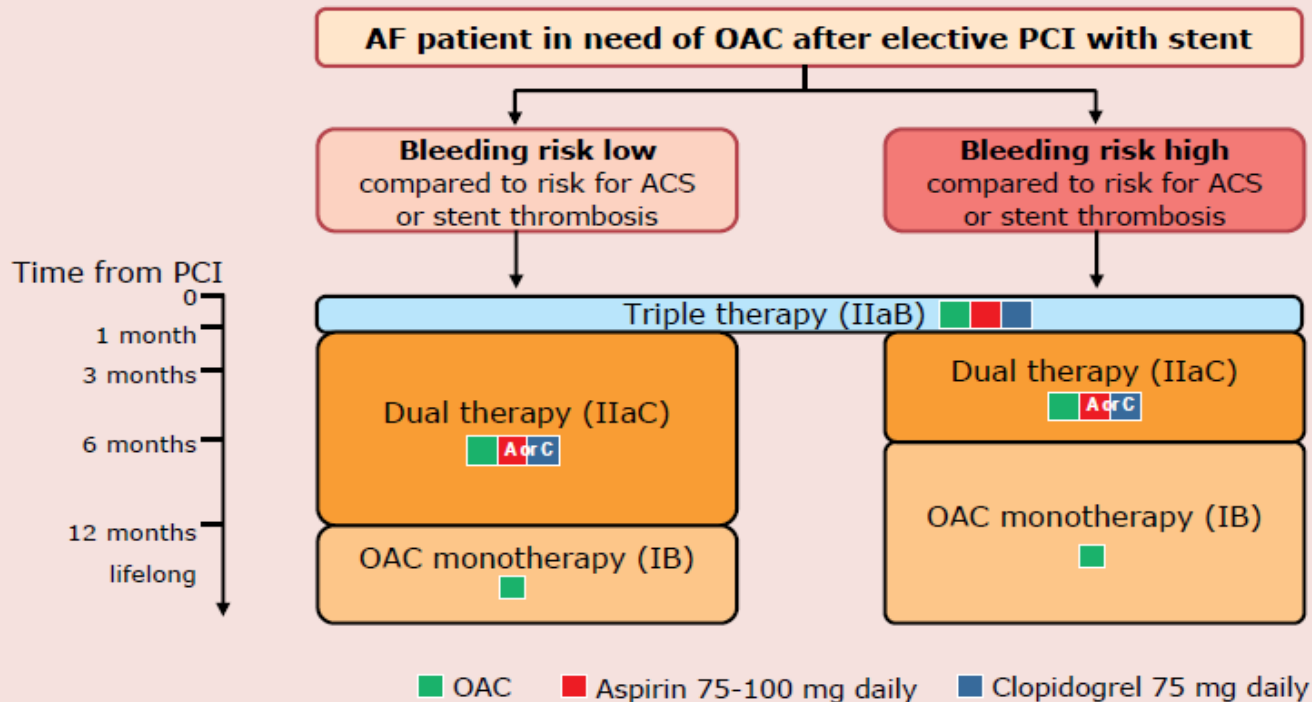 AF patient in need of OAC after elective PCI with stent
Bleeding risk low
compared to risk for ACS
or stent thrombosis
Bleeding risk high
compared to risk for ACS
or stent thrombosis
Time from PCI
0
1 month
3 months
6 months
12 months
lifelong
Triple therapy (IIaB)
Dual therapy (IIaC)
A or C
OAC monotherapy (IB)
Dual therapy (IIaC)
A or C
OAC monotherapy (IB)
OAC
Aspirin 75-100 mg daily
Clopidogrel 75 mg daily